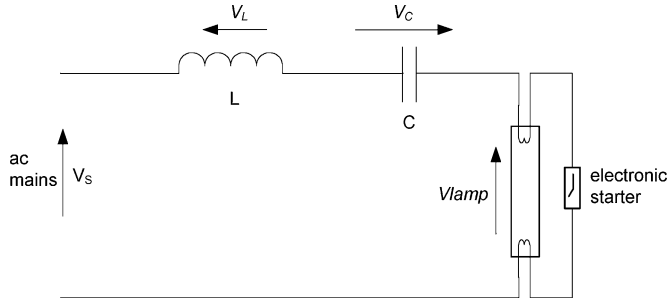 V_L
V_C
L
C
ac
mains
V_S
Vlamp
electronic
starter